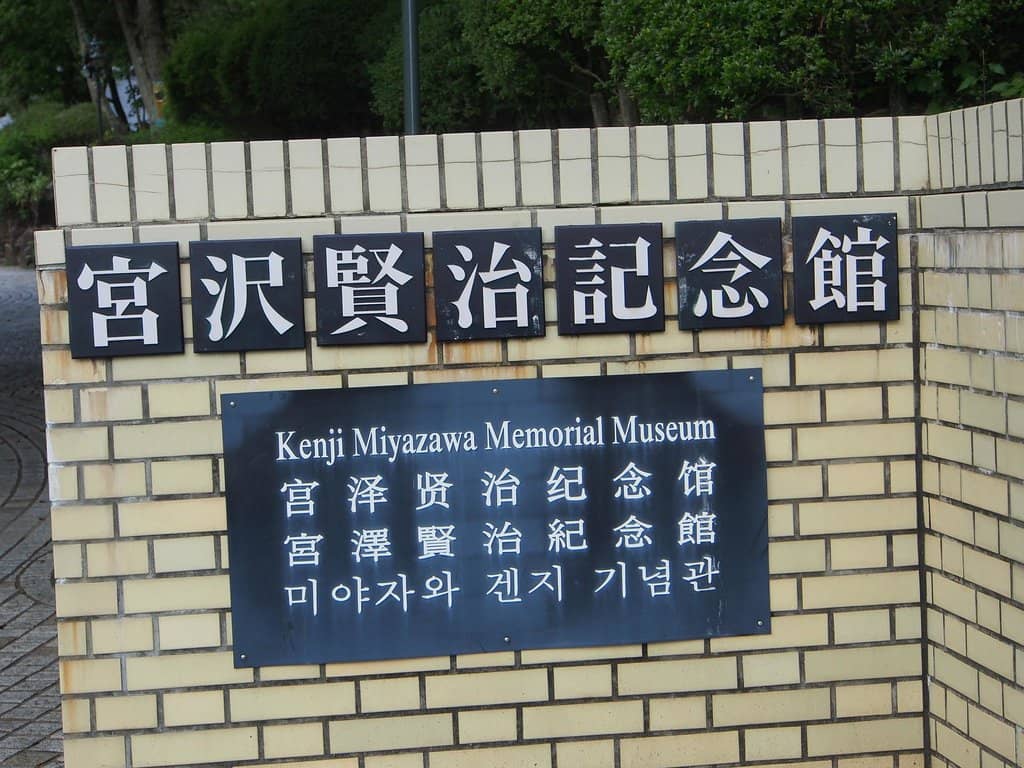 宮沢賢治記念館
Kenji Miyazawa Memorial Museum
宫泽贤治纪念馆
宮澤賢治紀念館
미야자와 겐지 기념관